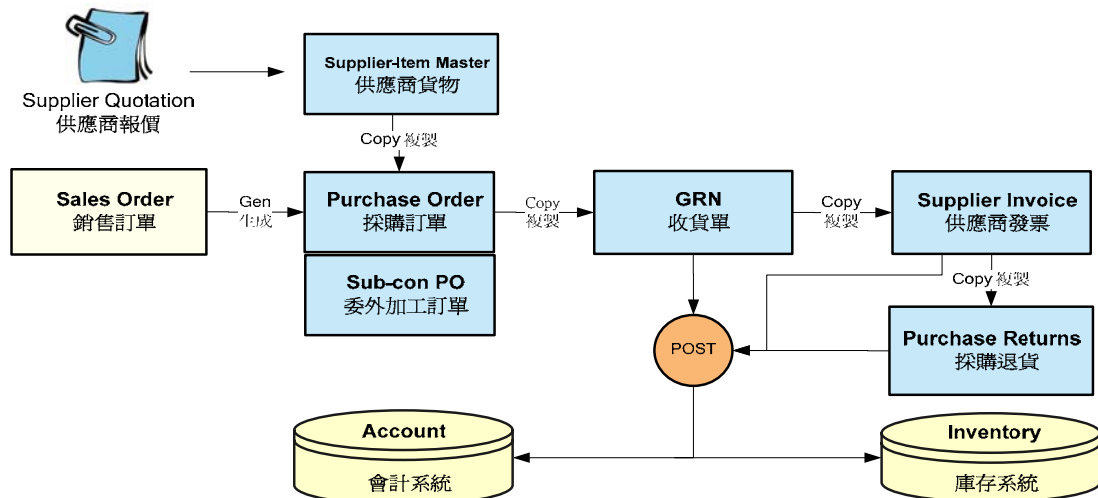 Supplier Quotation
供應商報價
Supplier-Item Master
供應商貨物
Copy 複製
Sales Order
銷售訂單
Gen
生成
Purchase Order
採購訂單
Copy
複製
GRN
收貨單
Copy
複製
Supplier Invoice
供應商發票
Sub-con PO
委外加工訂單
Copy 複製
POST
Purchase Returns
採購退貨
Account
會計系統
Inventory
庫存系統